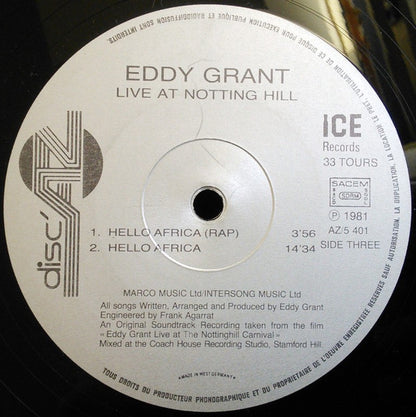 EDDY GRANT
LIVE AT NOTTING HILL
disc'AZ
ICE
Records
33 TOURS
SACEM
SACD SDRM SGDL
℗ 1981
AZ/5 401
SIDE THREE
1. HELLO AFRICA (RAP) 3'56
2. HELLO AFRICA 14'34
MARCO MUSIC Ltd/INTERSONG MUSIC Ltd
All songs Written, Arranged and Produced by Eddy Grant
Engineered by Frank Agarrat
An Original Soundtrack Recording taken from the film
«Eddy Grant Live at The Nottinghill Carnival»
Mixed at the Coach House Recording Studio, Stamford Hill.
• MADE IN WEST GERMANY •
TOUS DROITS DU PRODUCTEUR PHONOGRAPHIQUE ET DU PROPRIETAIRE DE L'ŒUVRE ENREGISTREE RESERVES SAUF AUTORISATION. LA DUPLICATION, LA LOCATION, LE PRET, L'UTILISATION DE CE DISQUE POUR EXECUTION PUBLIQUE ET RADIODIFFUSION SONT INTERDITS.